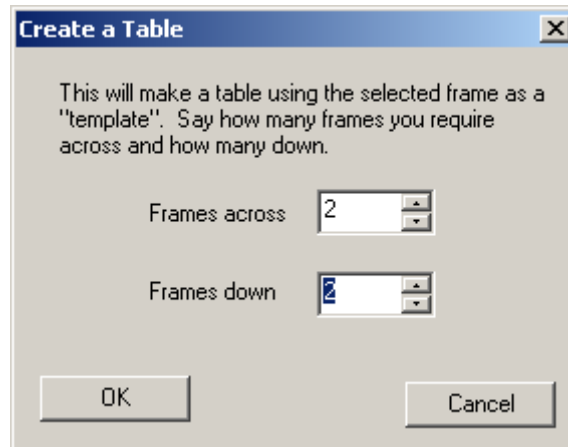 Create a Table
This will make a table using the selected frame as a
"template".  Say how many frames you require
across and how many down.
Frames across 2
Frames down 2
OK
Cancel